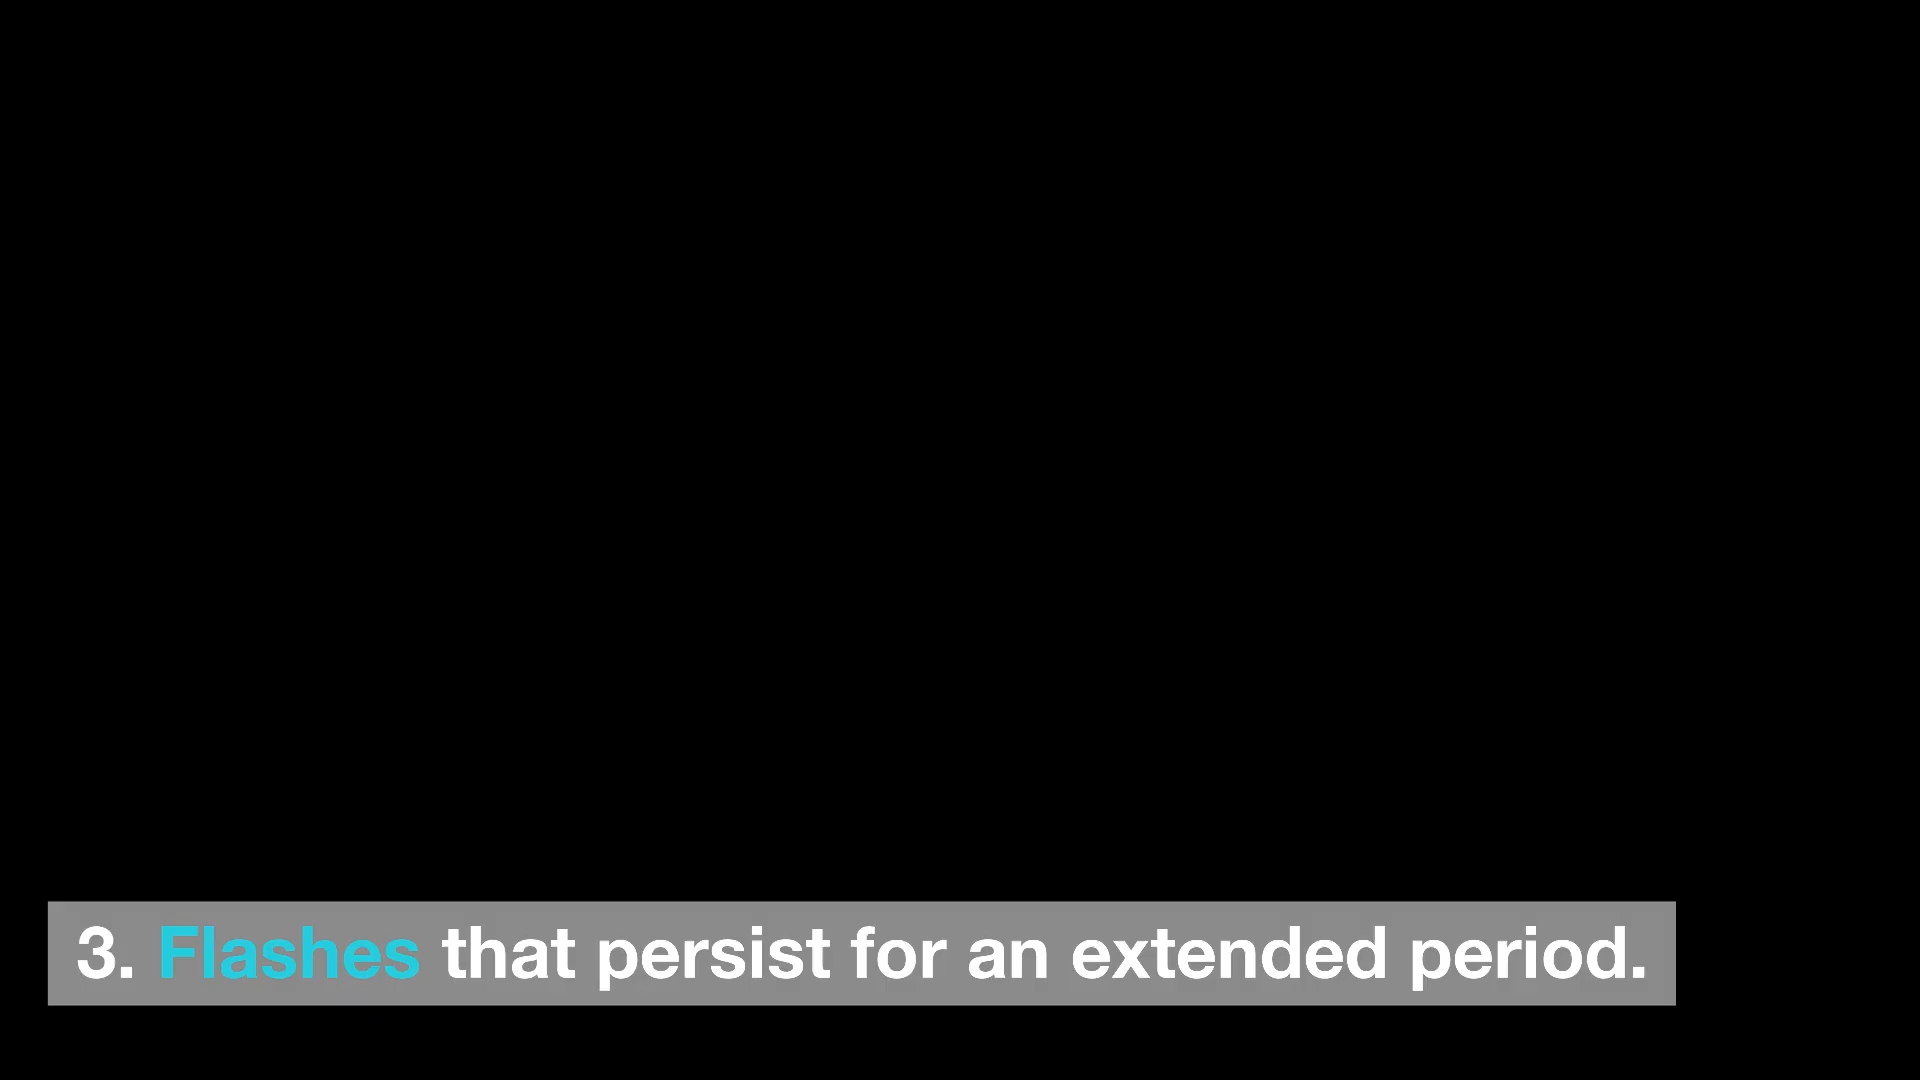 3. Flashes that persist for an extended period.